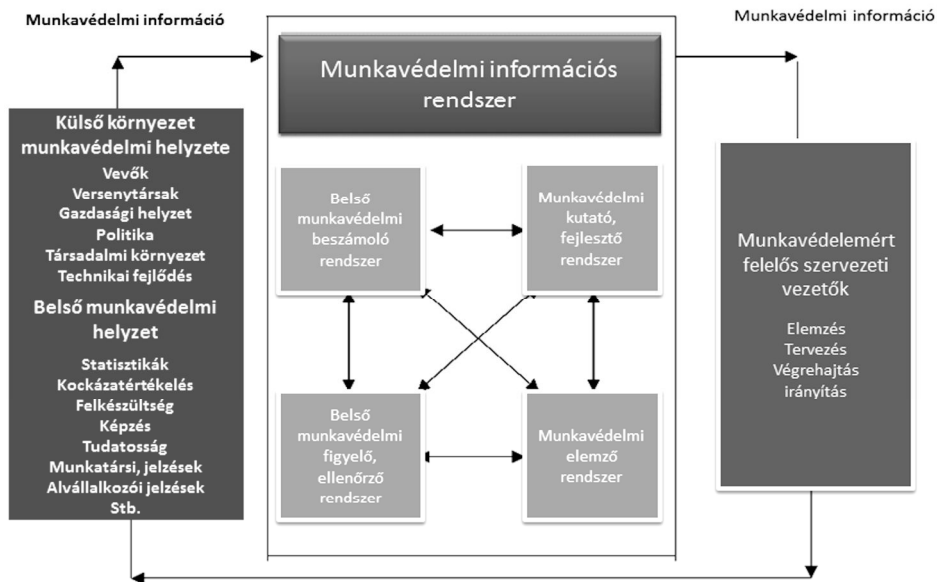 Munkavédelmi információ
Munkavédelmi információ
Munkavédelmi információs
rendszer
Külső környezet
munkavédelmi helyzete
Vevők
Versenytársak
Gazdasági helyzet
Politika
Társadalmi környezet
Technikai fejlődés
Belső munkavédelmi
helyzet
Statisztikák
Kockázatértékelés
Felkészültség
Képzés
Tudatosság
Munkatársi, jelzések
Alvállalkozói jelzések
Stb.
Belső
munkavédelmi
beszámoló
rendszer
Munkavédelmi
kutató,
fejlesztő
rendszer
Belső
munkavédelmi
figyelő,
ellenőrző
rendszer
Munkavédelmi
elemző
rendszer
Munkavédelemért
felelős szervezeti
vezetők
Elemzés
Tervezés
Végrehajtás
irányítás